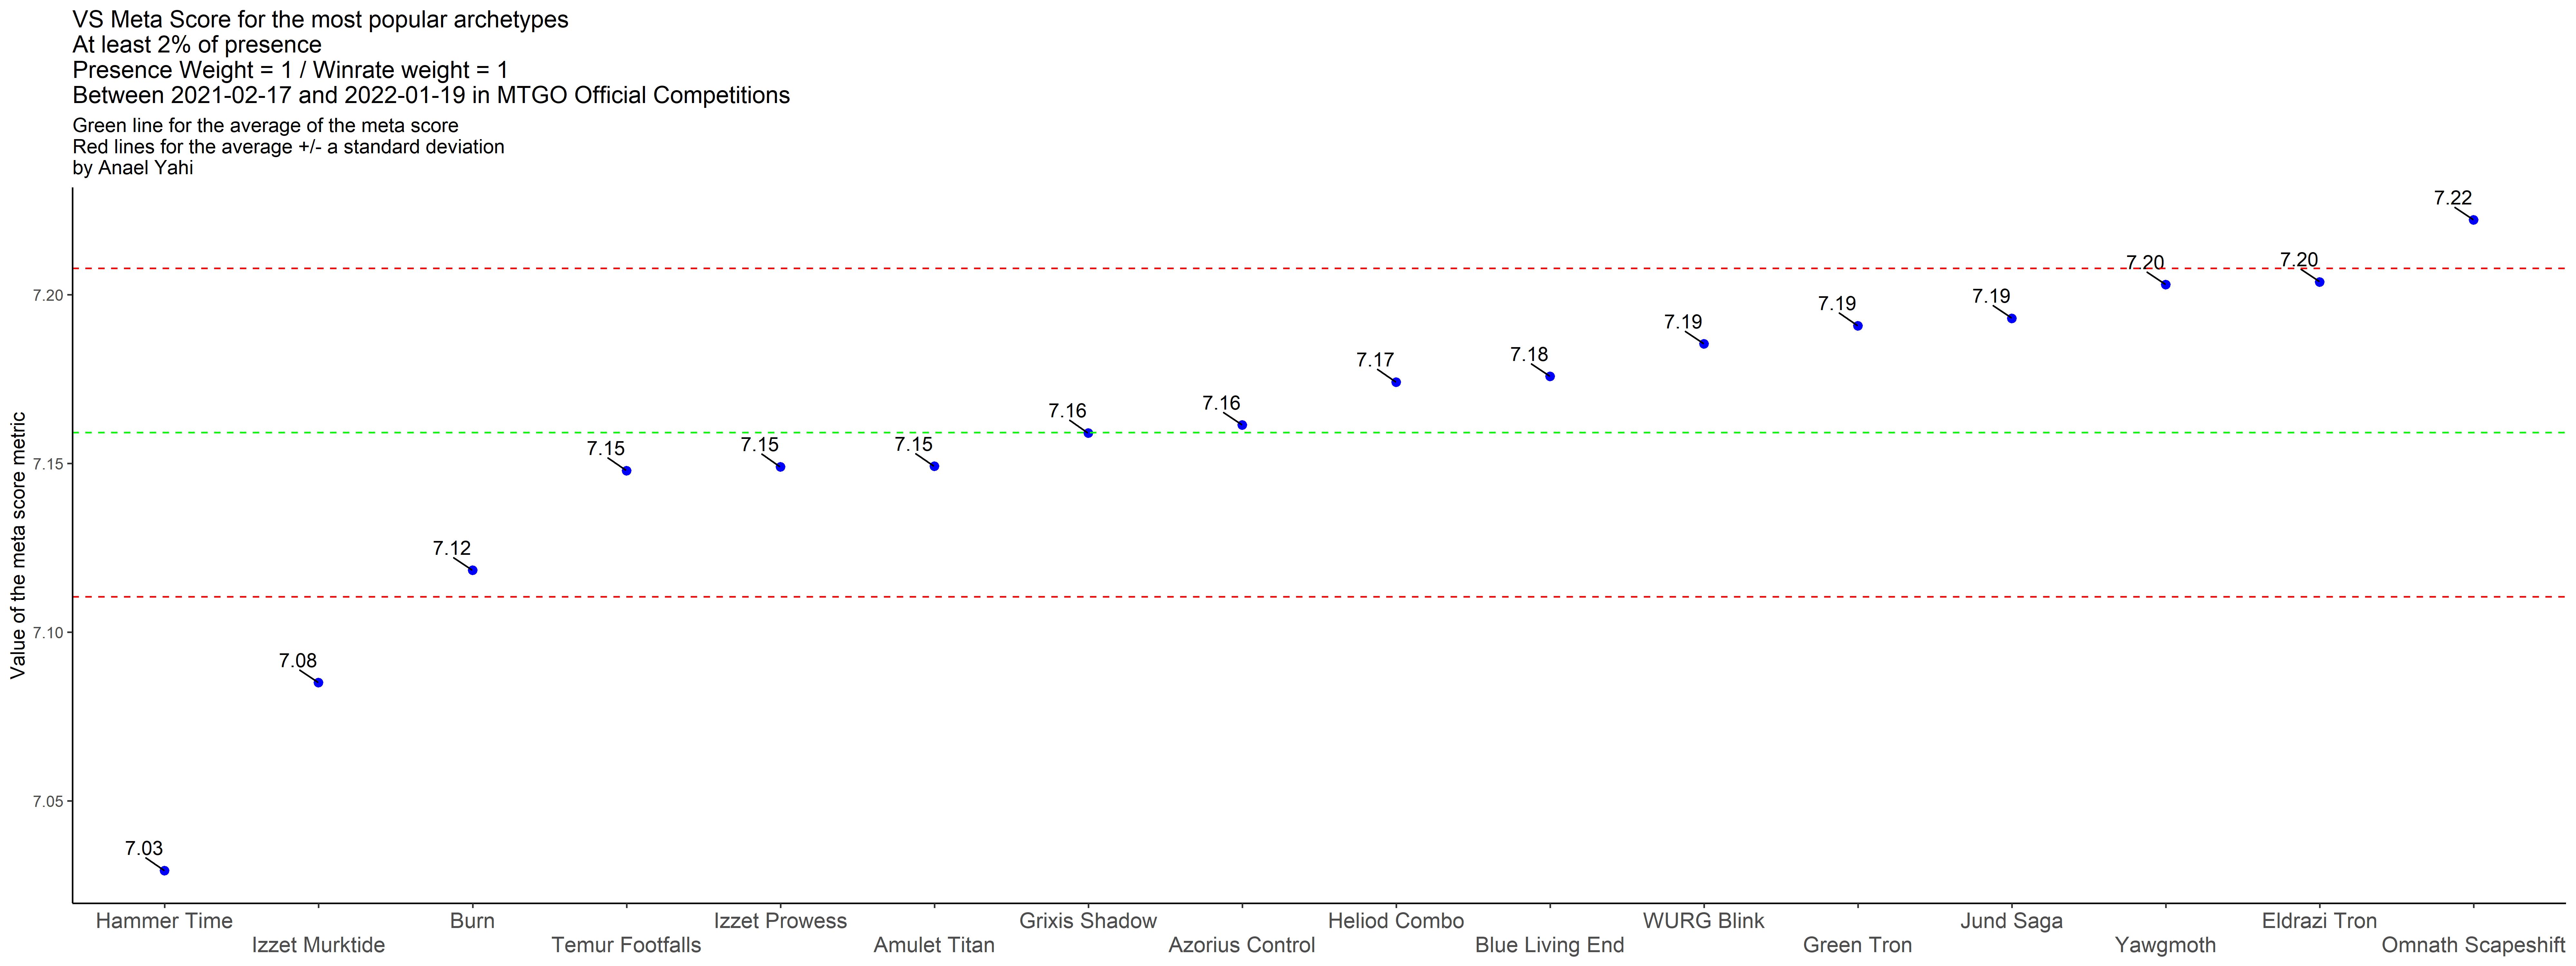 VS Meta Score for the most popular archetypes
At least 2% of presence
Presence Weight = 1 / Winrate weight = 1
Between 2021-02-17 and 2022-01-19 in MTGO Official Competitions
Green line for the average of the meta score
Red lines for the average +/- a standard deviation
by Anael Yahi
Value of the meta score metric
7.20
7.15
7.10
7.05
7.03
7.08
7.12
7.15
7.15
7.15
7.16
7.16
7.17
7.18
7.19
7.19
7.19
7.20
7.20
7.22
Hammer Time
Izzet Murktide
Burn
Temur Footfalls
Izzet Prowess
Amulet Titan
Grixis Shadow
Azorius Control
Heliod Combo
Blue Living End
WURG Blink
Green Tron
Jund Saga
Yawgmoth
Eldrazi Tron
Omnath Scapeshift